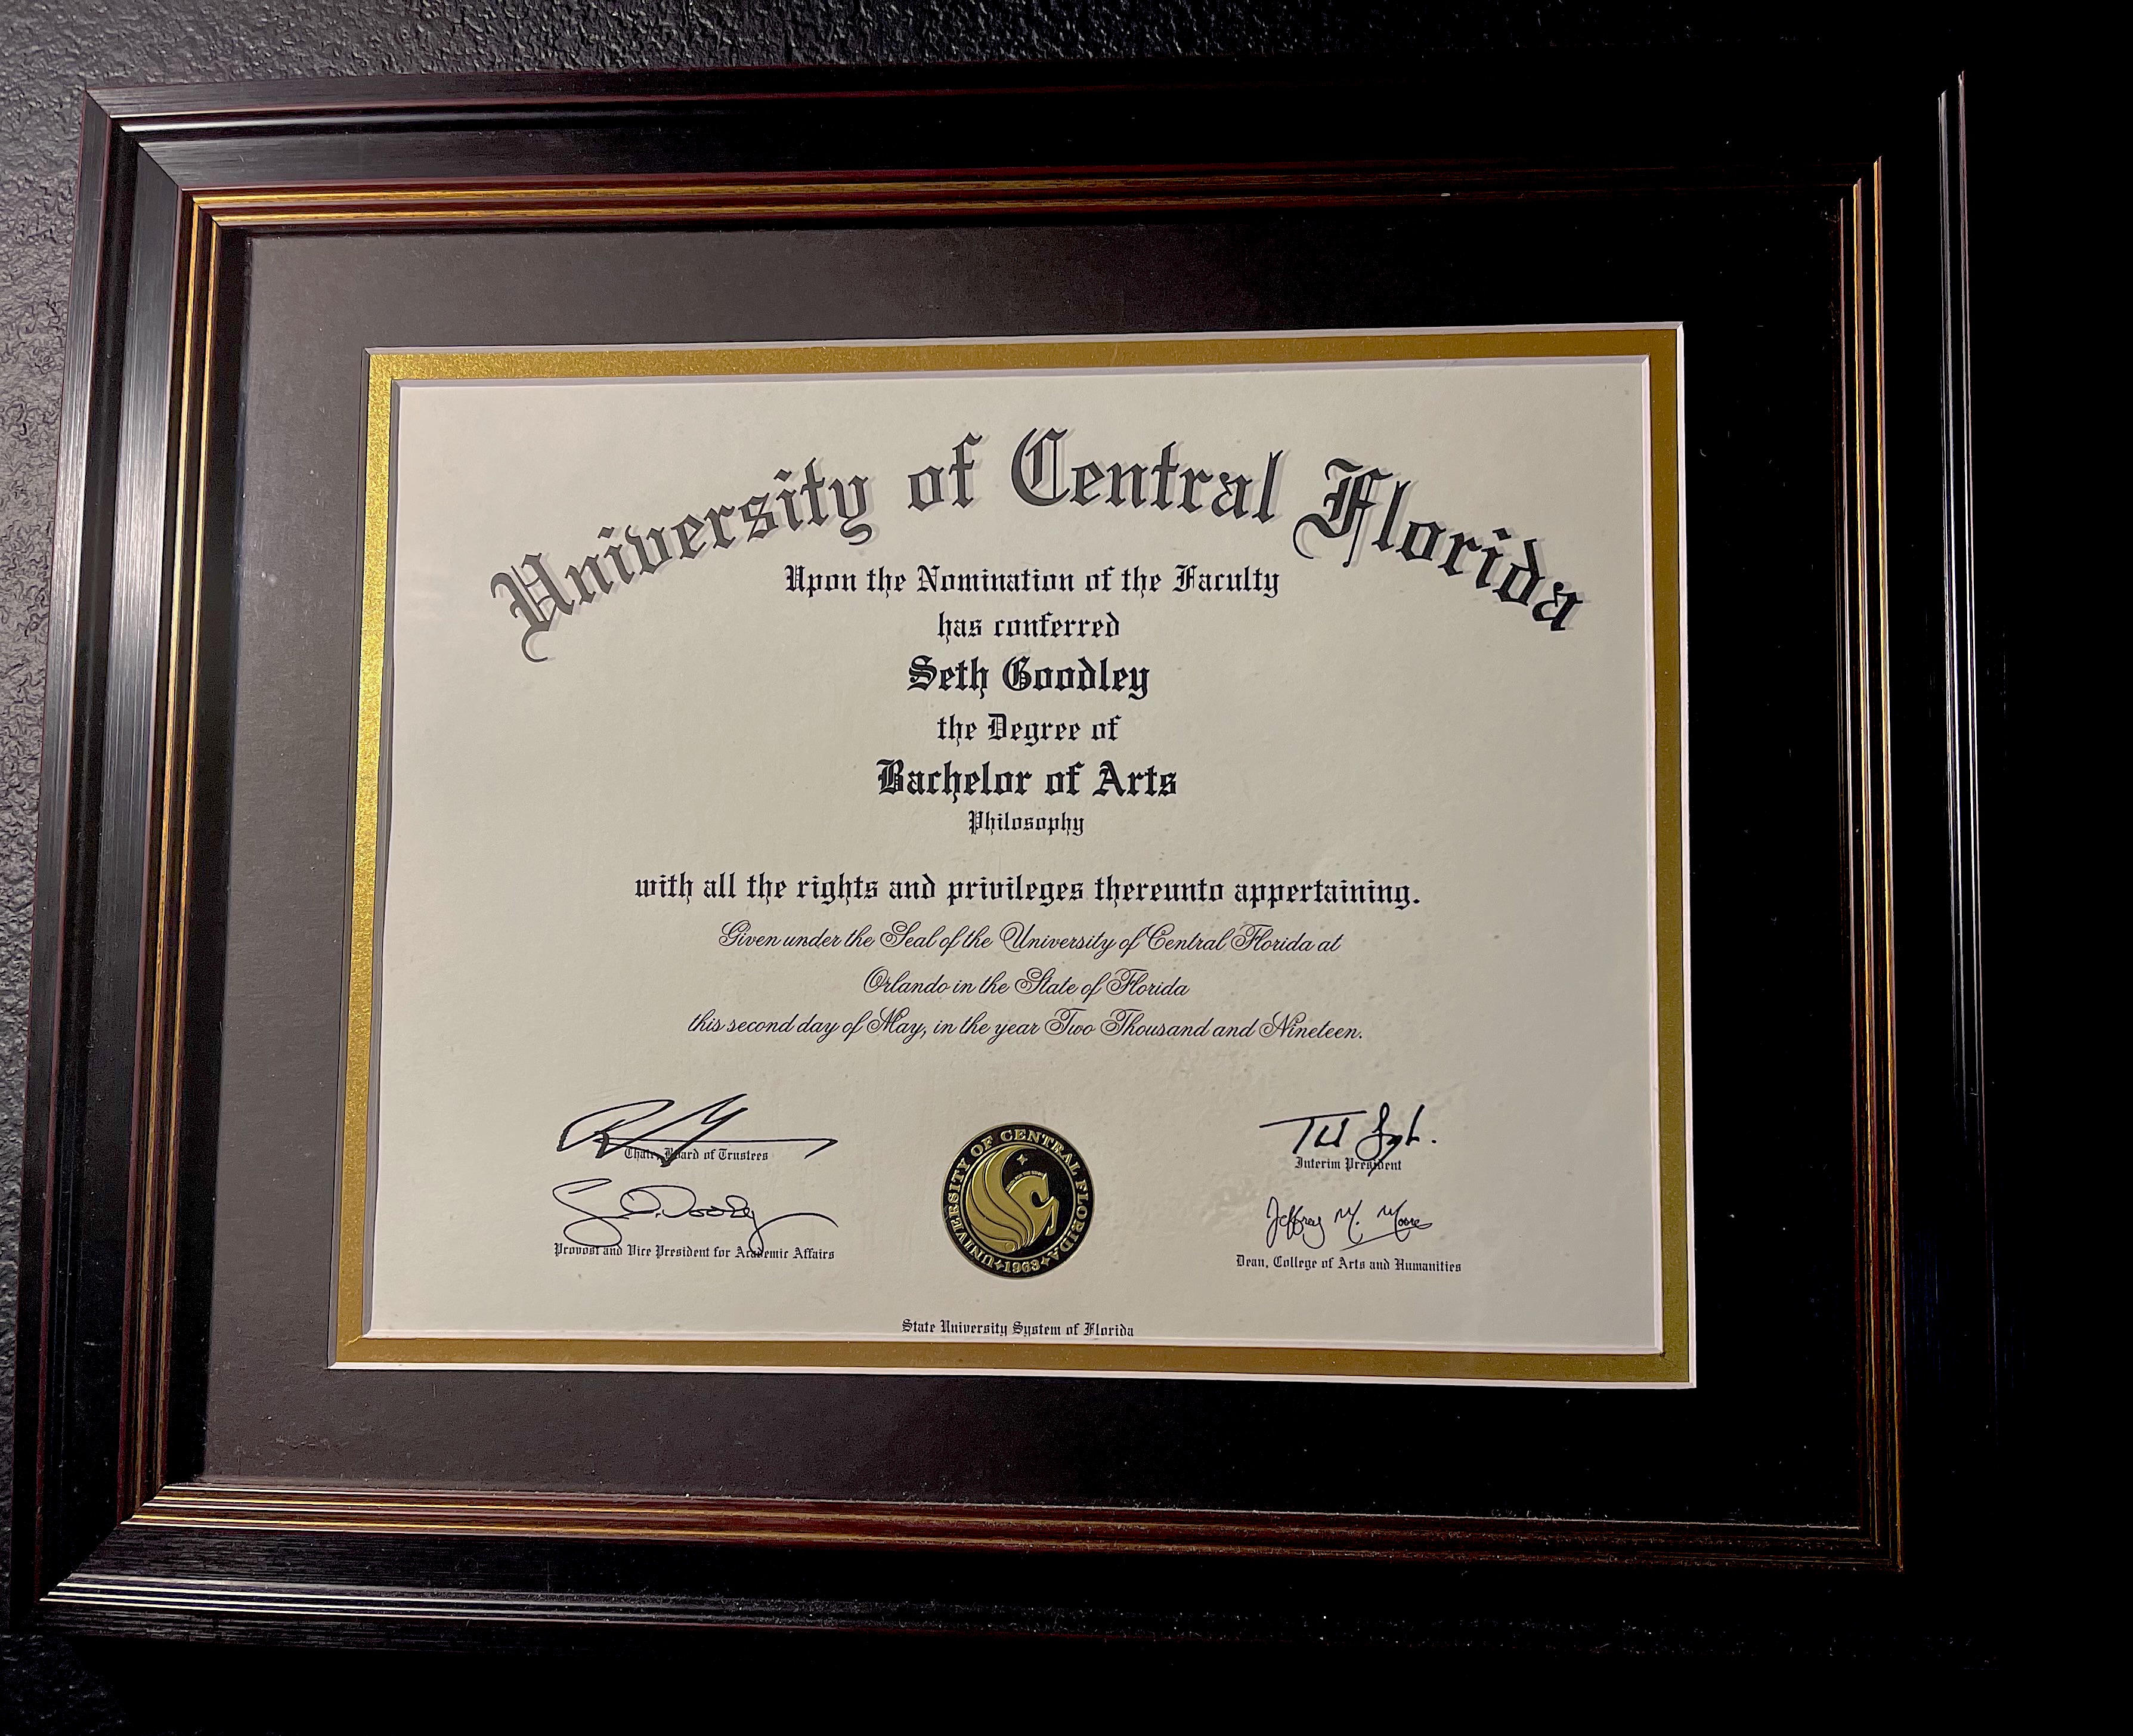 University of Central Florida
Upon the Nomination of the Faculty
has conferred
Seth Goodley
the Degree of
Bachelor of Arts
Philosophy
with all the rights and privileges thereunto appertaining.
Given under the Seal of the University of Central Florida at
Orlando in the State of Florida
this second day of May, in the year Two Thousand and Nineteen.
Chair, Board of Trustees
Interim President
Jeffrey M. Moore
Provost and Vice President for Academic Affairs
Dean, College of Arts and Humanities
UNIVERSITY OF CENTRAL FLORIDA
1963
State University System of Florida